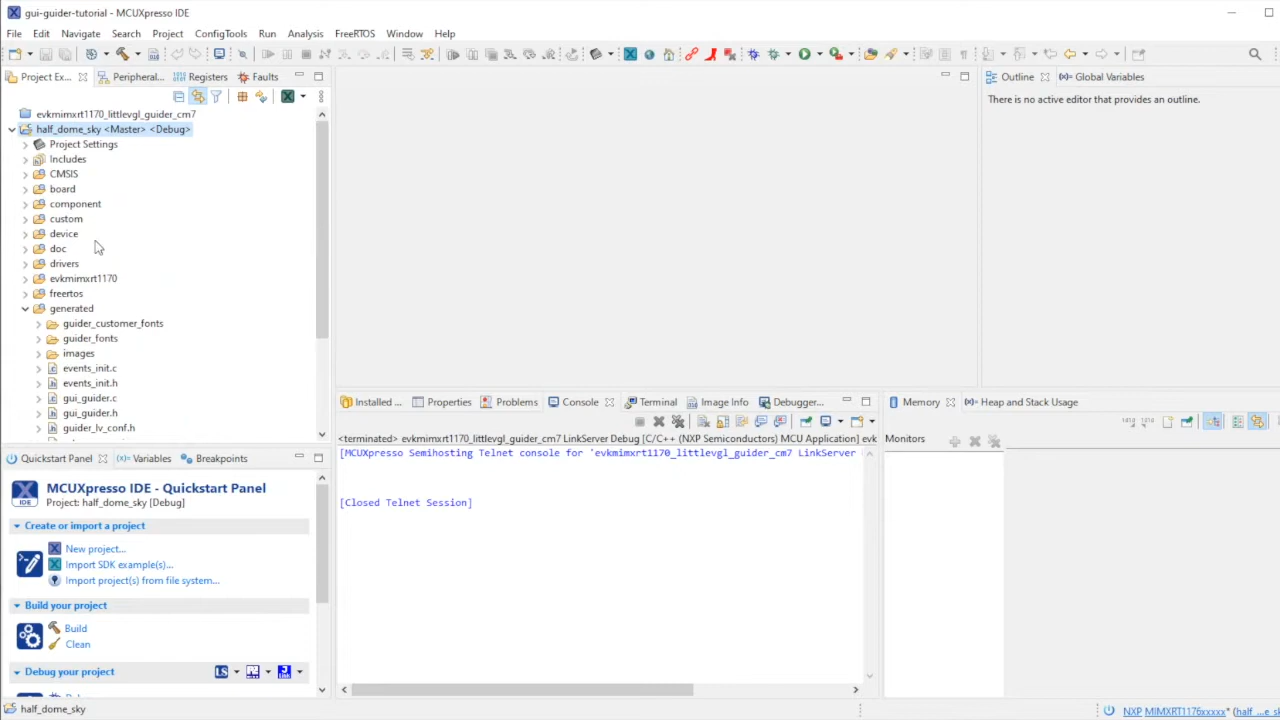 gui-guider-tutorial - MCUXpresso IDE
File Edit Navigate Search Project ConfigTools Run Analysis FreeRTOS Window Help
Project Ex... Peripheral... Registers Faults
evkmimxrt1170_littlevgl_guider_cm7
half_dome_sky <Master> <Debug>
Project Settings
Includes
CMSIS
board
component
custom
device
doc
drivers
evkmimxrt1170
freertos
generated
guider_customer_fonts
guider_fonts
images
events_init.c
events_init.h
gui_guider.c
gui_guider.h
guider_lv_conf.h
Outline Global Variables
There is no active editor that provides an outline.
Quickstart Panel Variables Breakpoints
IDE
MCUXpresso IDE - Quickstart Panel
Project: half_dome_sky [Debug]
Create or import a project
New project...
Import SDK example(s)...
Import project(s) from file system...
Build your project
Build
Clean
Debug your project
LS
Installed ... Properties Problems Console Terminal Image Info Debugger...
<terminated> evkmimxrt1170_littlevgl_guider_cm7 LinkServer Debug [C/C++ (NXP Semiconductors) MCU Application] evk
[MCUXpresso Semihosting Telnet console for 'evkmimxrt1170_littlevgl_guider_cm7 LinkServer
[Closed Telnet Session]
Memory Heap and Stack Usage
Monitors
half_dome_sky
NXP MIMXRT1176xxxxx* (half_...e_s